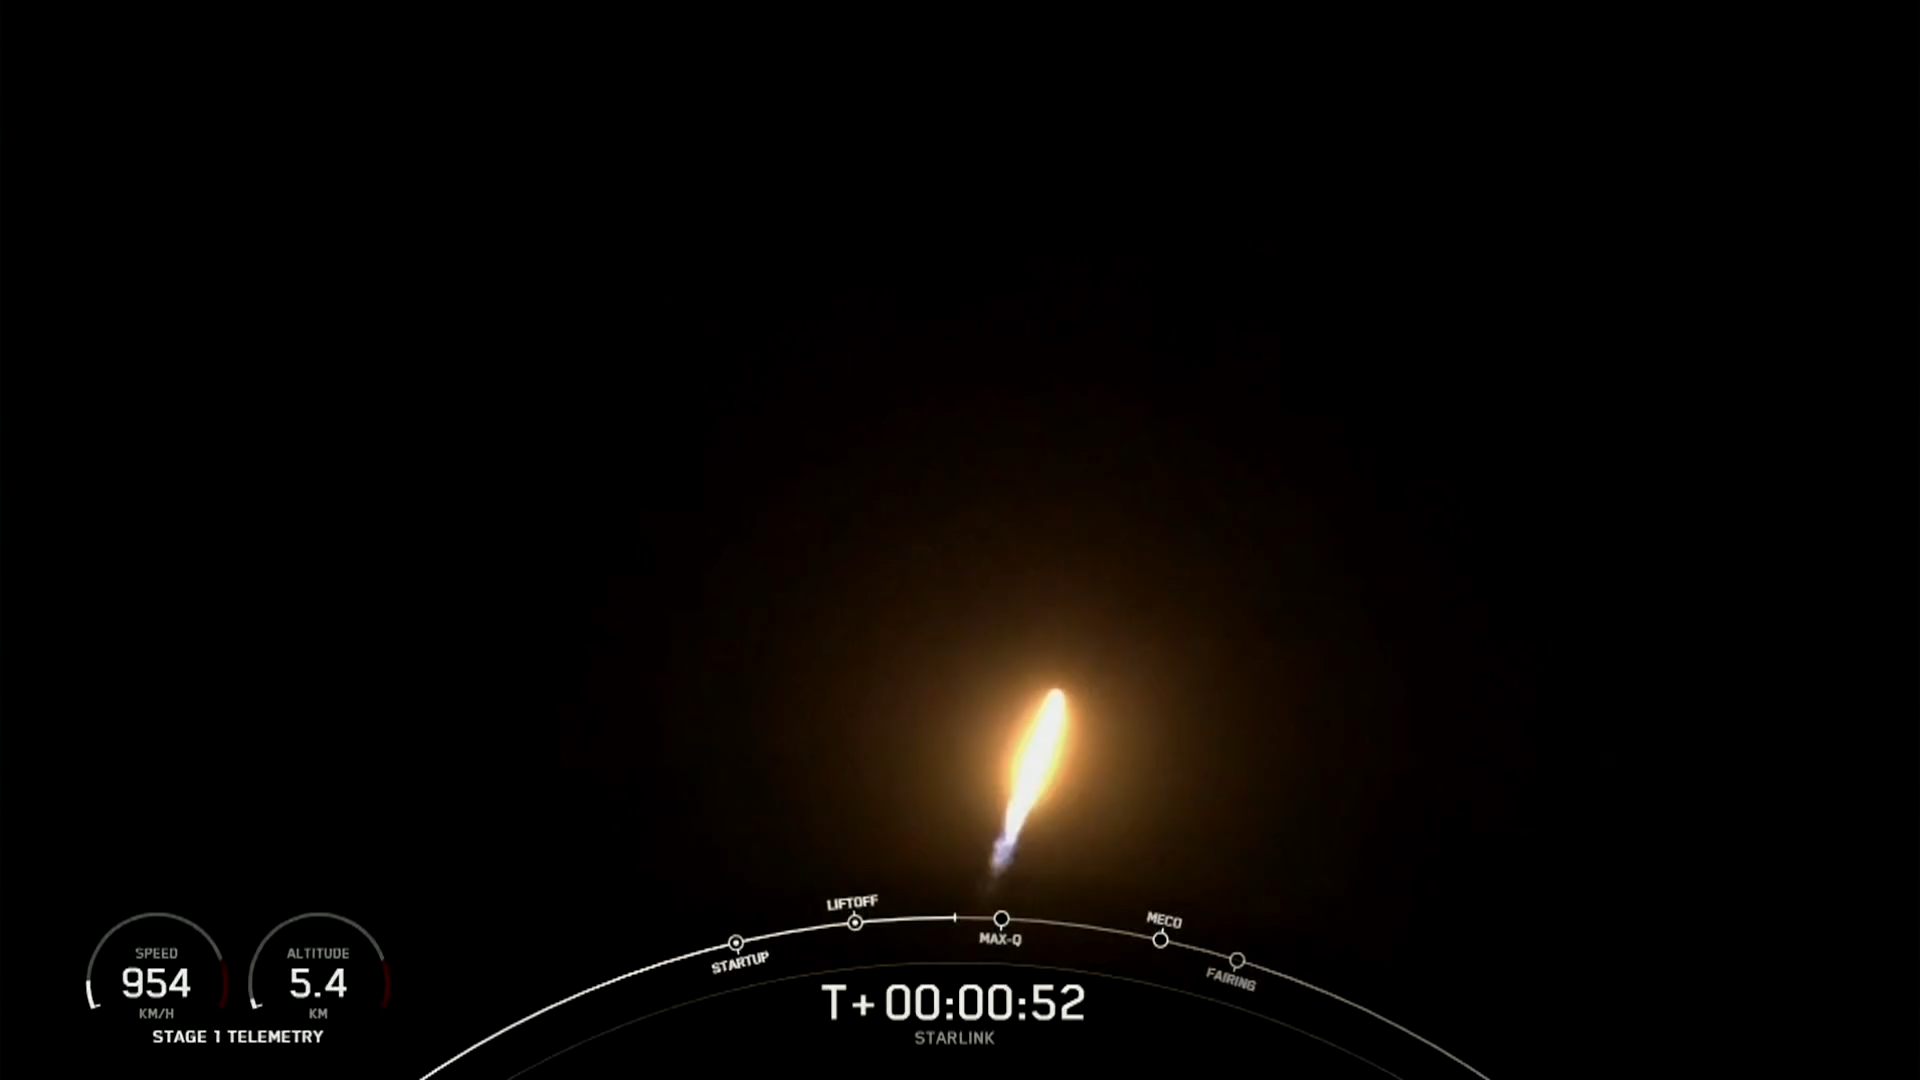 LIFTOFF
MECO
STARTUP
MAX-Q
FAIRING
SPEED
954
KM/H
ALTITUDE
5.4
KM
STAGE 1 TELEMETRY
T+00:00:52
STARLINK